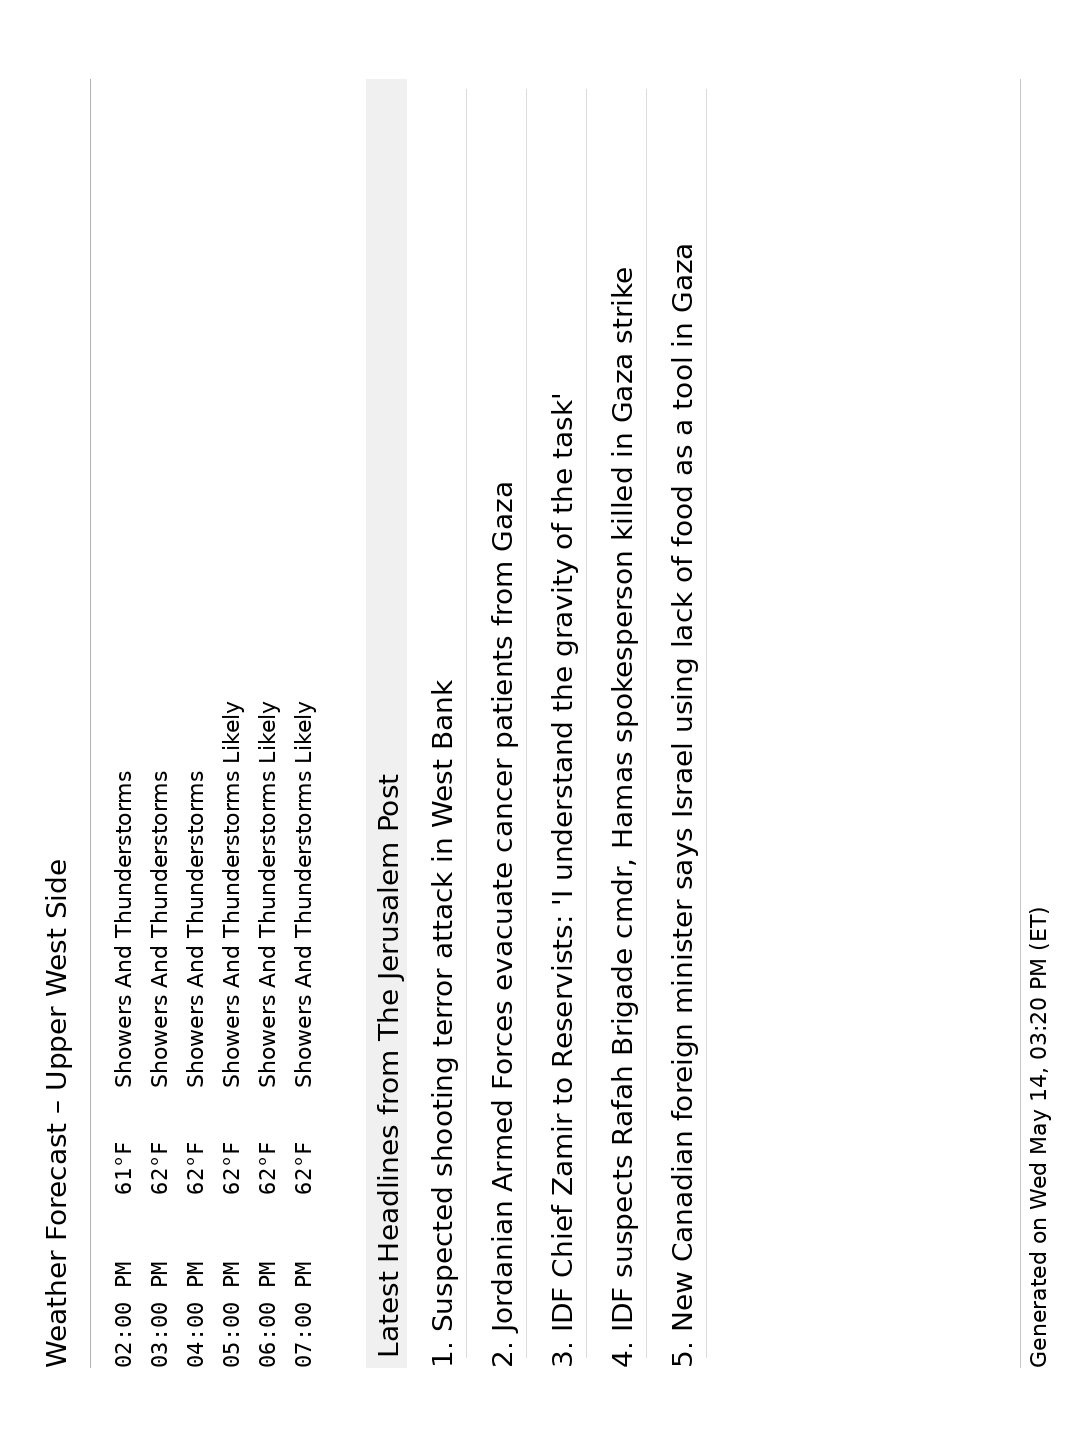 Weather Forecast – Upper West Side
02:00 PM 61°F Showers And Thunderstorms
03:00 PM 62°F Showers And Thunderstorms
04:00 PM 62°F Showers And Thunderstorms
05:00 PM 62°F Showers And Thunderstorms Likely
06:00 PM 62°F Showers And Thunderstorms Likely
07:00 PM 62°F Showers And Thunderstorms Likely
Latest Headlines from The Jerusalem Post
1. Suspected shooting terror attack in West Bank
2. Jordanian Armed Forces evacuate cancer patients from Gaza
3. IDF Chief Zamir to Reservists: 'I understand the gravity of the task'
4. IDF suspects Rafah Brigade cmdr, Hamas spokesperson killed in Gaza strike
5. New Canadian foreign minister says Israel using lack of food as a tool in Gaza
Generated on Wed May 14, 03:20 PM (ET)